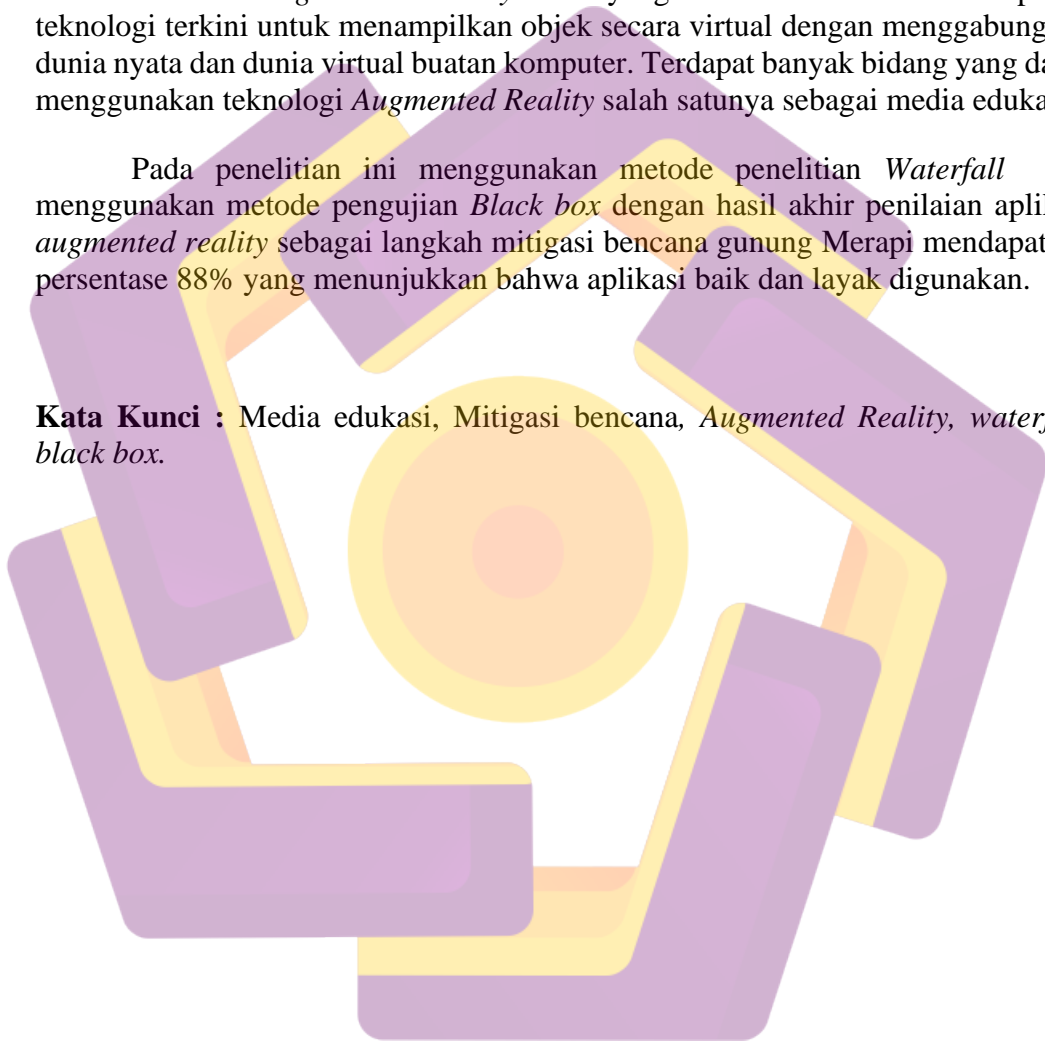 teknologi terkini untuk menampilkan objek secara virtual dengan menggabung
dunia nyata dan dunia virtual buatan komputer. Terdapat banyak bidang yang da
menggunakan teknologi Augmented Reality salah satunya sebagai media eduka
Pada penelitian ini menggunakan metode penelitian Waterfall
menggunakan metode pengujian Black box dengan hasil akhir penilaian aplik
augmented reality sebagai langkah mitigasi bencana gunung Merapi mendapat
persentase 88% yang menunjukkan bahwa aplikasi baik dan layak digunakan.
Kata Kunci : Media edukasi, Mitigasi bencana, Augmented Reality, waterf
black box.